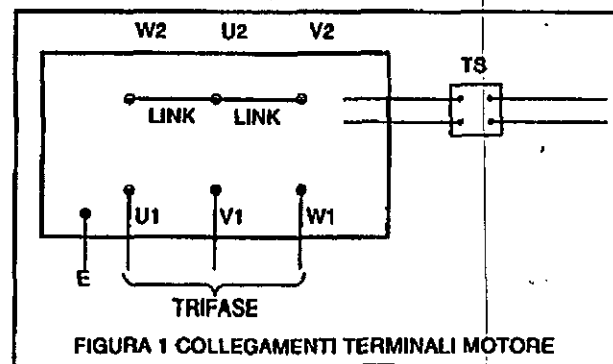 W2 U2 V2
TS
LINK LINK
U1 V1 W1
E
TRIFASE
FIGURA 1 COLLEGAMENTI TERMINALI MOTORE